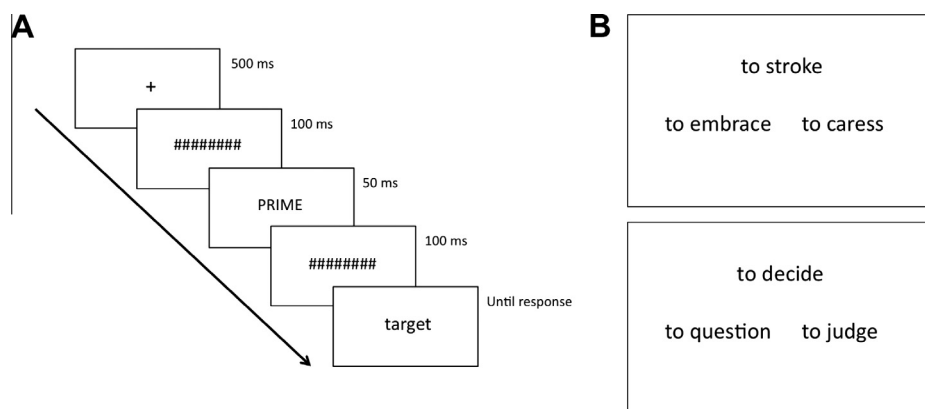 A
+
500 ms
########
100 ms
PRIME
50 ms
########
100 ms
target
Until response
B
to stroke
to embrace to caress
to decide
to question to judge